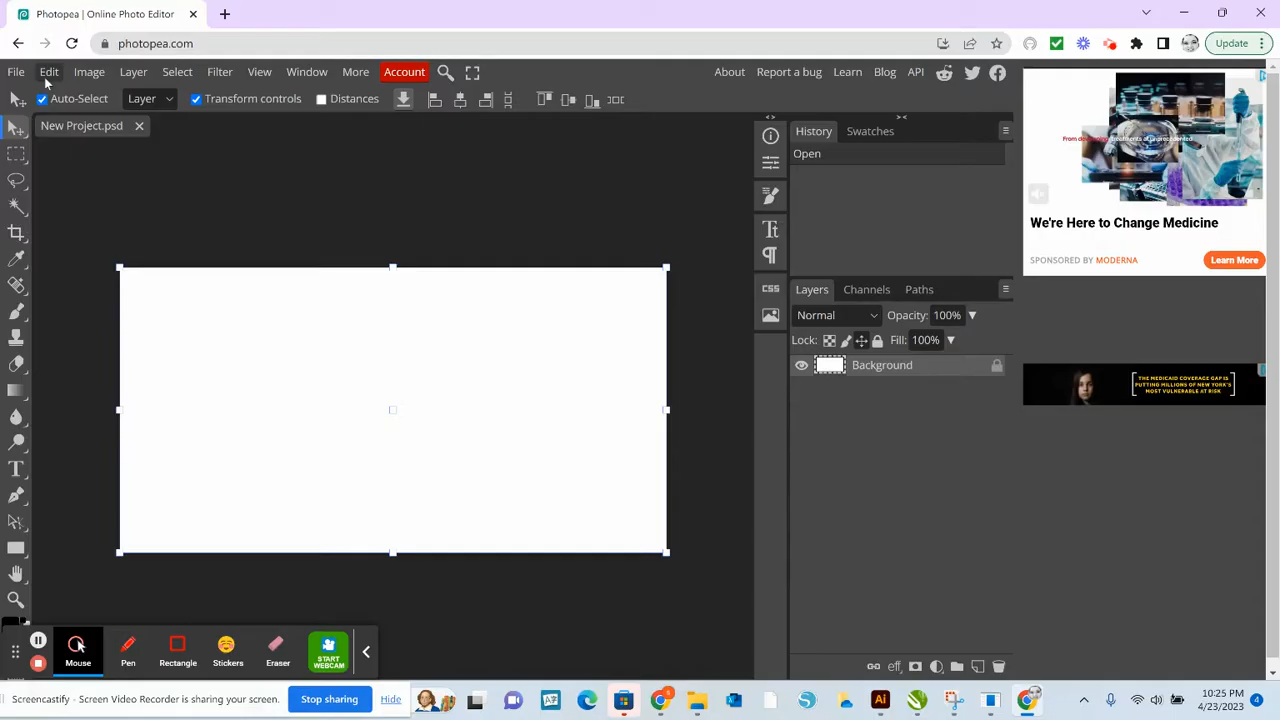 Photopea | Online Photo Editor
photopea.com
Update
File Edit Image Layer Select Filter View Window More Account
About Report a bug Learn Blog API
Auto-Select Layer Transform controls Distances
New Project.psd
History Swatches
Open
Layers Channels Paths
Normal Opacity: 100%
Lock: Fill: 100%
Background
CSS
eff
treatments at unprecedented
We're Here to Change Medicine
SPONSORED BY MODERNA
Learn More
THE MEDICAID COVERAGE GAP IS
PUTTING MILLIONS OF NEW YORK'S
MOST VULNERABLE AT RISK
Mouse Pen Rectangle Stickers Eraser START
WEBCAM
Screencastify - Screen Video Recorder is sharing your screen. Stop sharing Hide
10:25 PM
4/23/2023
4